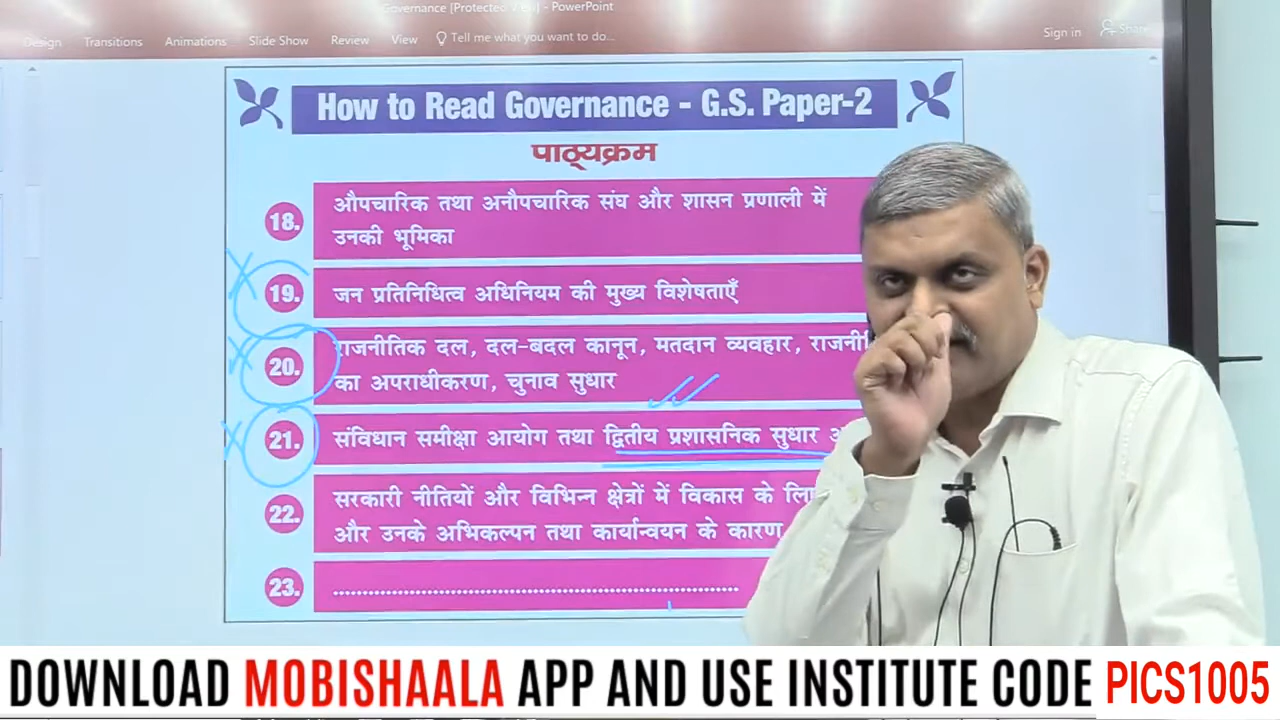 Governance [Protected View] - PowerPoint
Design Transitions Animations Slide Show Review View Tell me what you want to do... Sign in Share
How to Read Governance - G.S. Paper-2
पाठ्यक्रम
18. औपचारिक तथा अनौपचारिक संघ और शासन प्रणाली में
उनकी भूमिका
19. जन प्रतिनिधित्व अधिनियम की मुख्य विशेषताएँ
20. राजनीतिक दल, दल-बदल कानून, मतदान व्यवहार,
का अपराधीकरण, चुनाव सुधार
21. संविधान समीक्षा आयोग तथा द्वितीय प्रशासनिक सुधार
22. सरकारी नीतियों और विभिन्न क्षेत्रों में विकास के
और उनके अभिकल्पन तथा कार्यान्वयन के कारण
23.
DOWNLOAD MOBISHAALA APP AND USE INSTITUTE CODE PICS1005